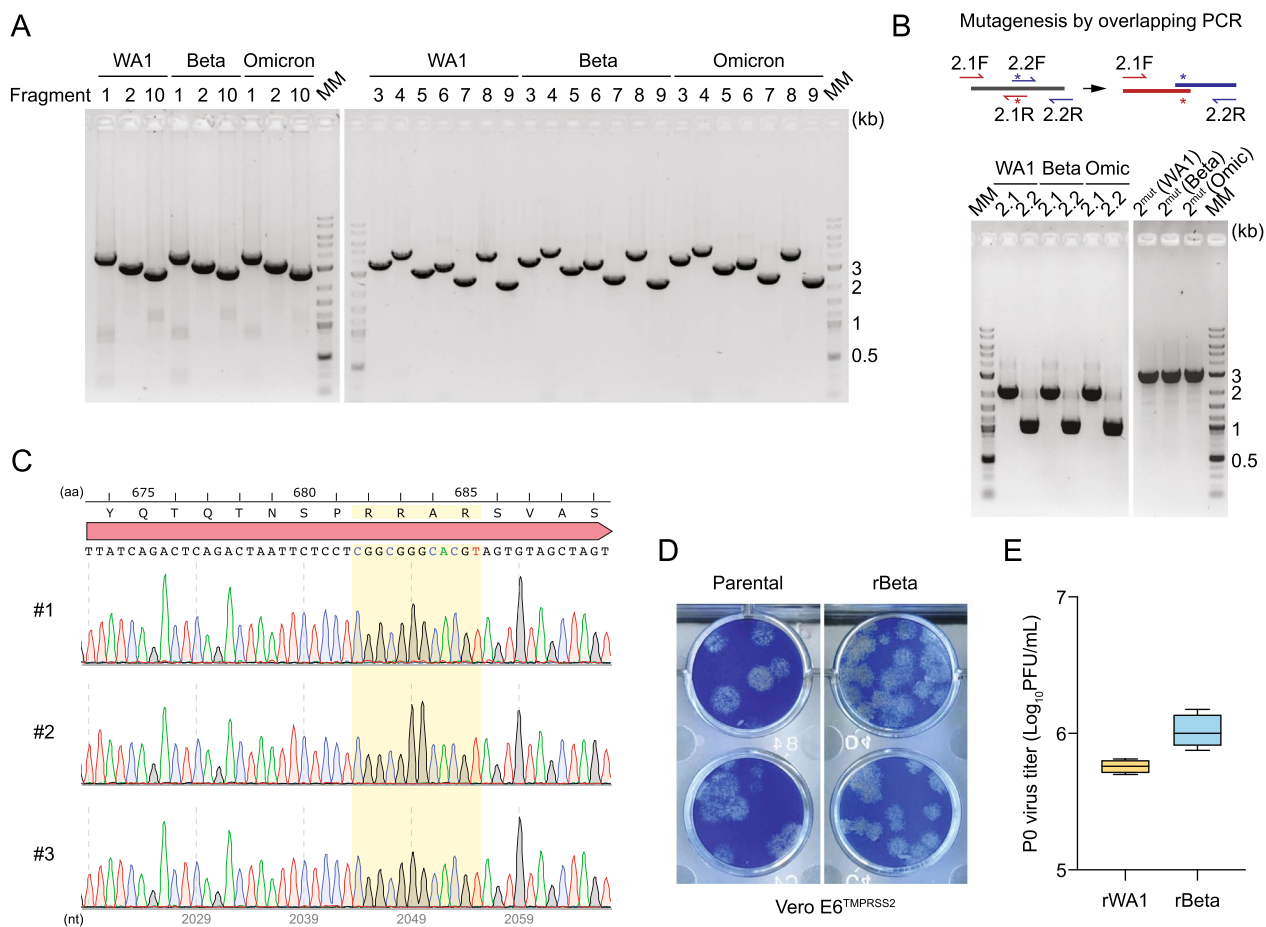 A
WA1 Beta Omicron
Fragment 1 2 10 1 2 10 1 2 10 MM
WA1 Beta Omicron
3 4 5 6 7 8 9 3 4 5 6 7 8 9 3 4 5 6 7 8 9 MM
(kb)
3
2
1
0.5
B
Mutagenesis by overlapping PCR
2.1F 2.2F 2.1F
* *
* *
2.1R 2.2R 2.2R
WA1 Beta Omic
MM 2.1 2.2 2.1 2.2 2.1 2.2
2mut (WA1) 2mut (Beta) 2mut (Omic) MM
(kb)
3
2
1
0.5
C
(aa) 675 680 685
Y Q T Q T N S P R R A R S V A S
TTATCAGACTCAGACTAATTCTCCTCGGCGGGCACGTAGTGTAGCTAGT
#1
#2
#3
(nt) 2029 2039 2049 2059
D
Parental rBeta
Vero E6TMPRSS2
E
P0 virus titer (Log10PFU/mL)
7
6
5
rWA1 rBeta